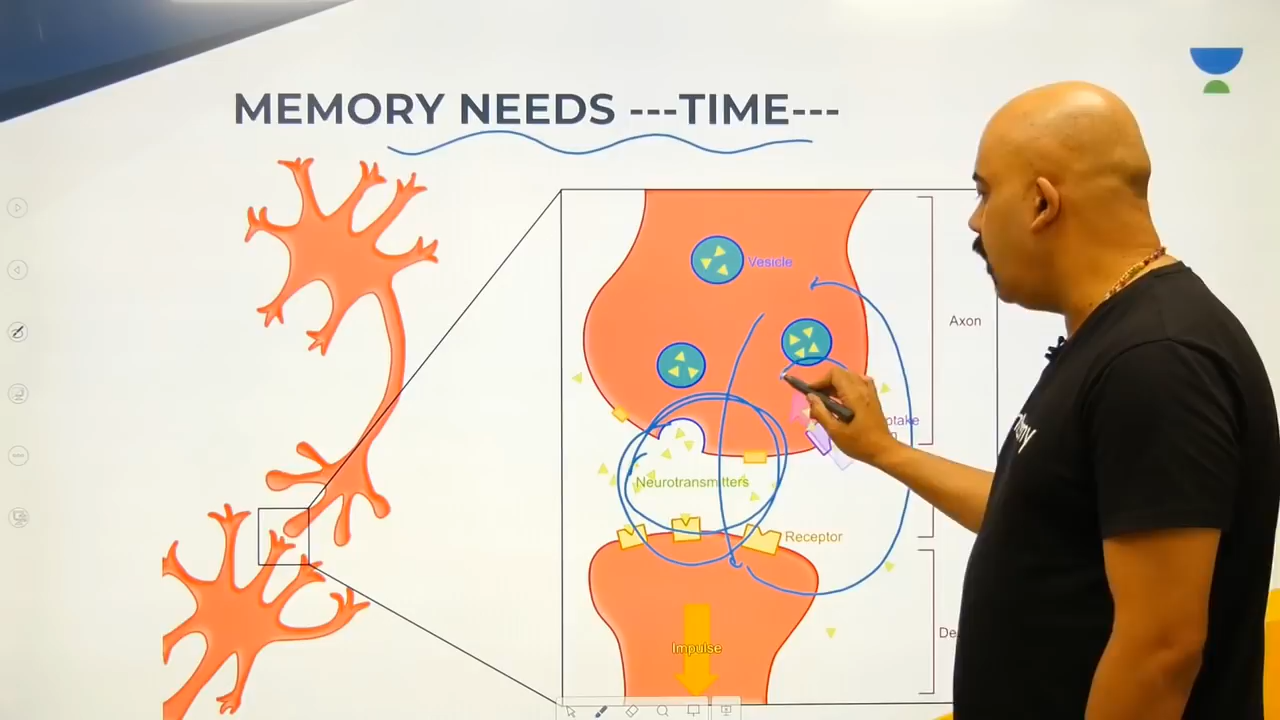 MEMORY NEEDS ---TIME---
Vesicle
Axon
Neurotransmitters
Receptor
Impulse